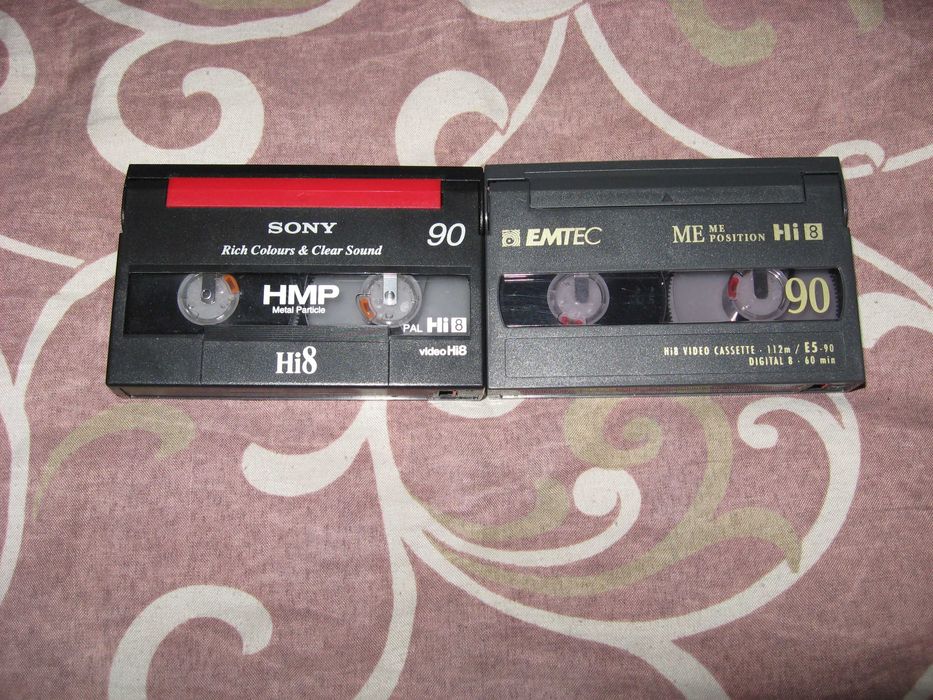 SONY
90
Rich Colours & Clear Sound
HMP
Metal Particle
PAL Hi8
Hi8
video Hi8
EMTEC
ME ME POSITION Hi8
90
Hi8 VIDEO CASSETTE · 112m / E5-90
DIGITAL 8 · 60 min